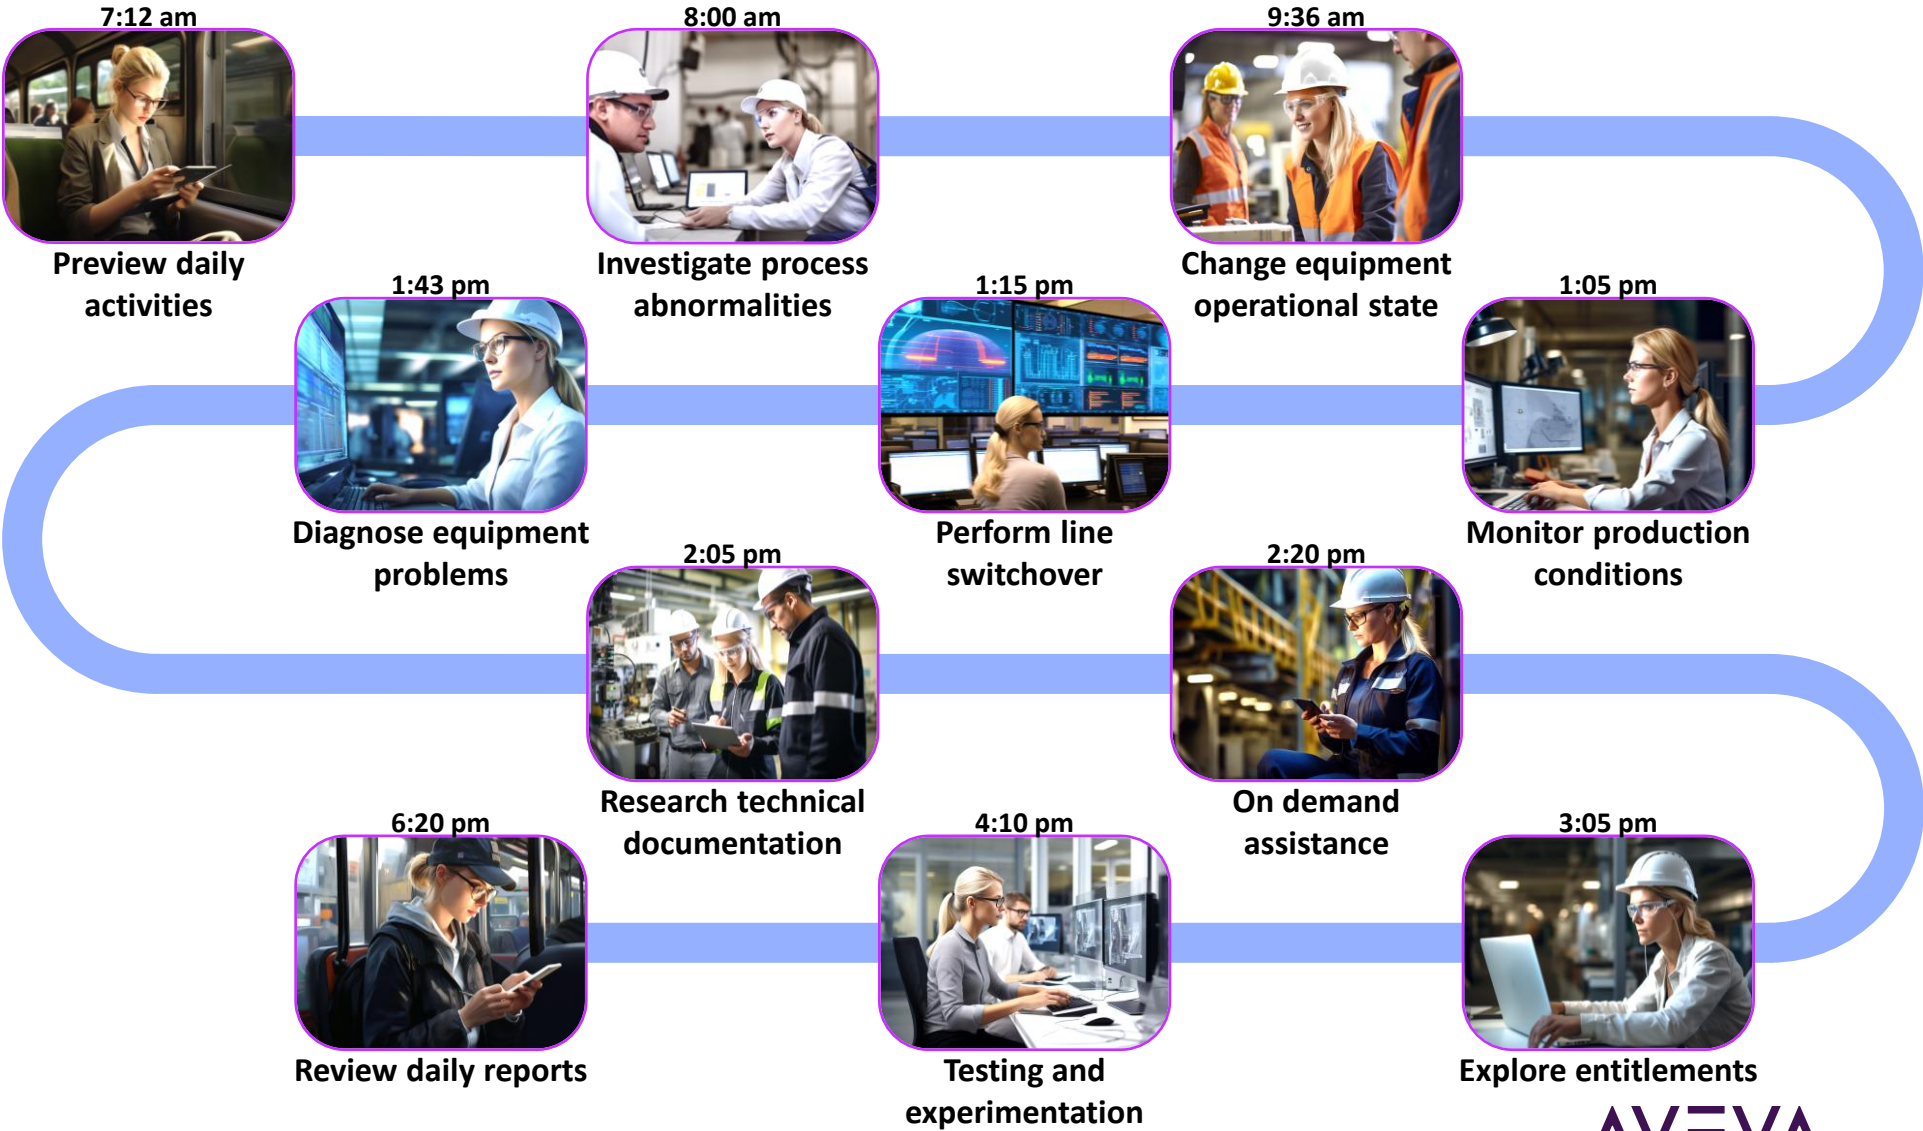 7:12 am
Preview daily
activities
8:00 am
Investigate process
abnormalities
9:36 am
Change equipment
operational state
1:05 pm
Monitor production
conditions
1:15 pm
Perform line
switchover
1:43 pm
Diagnose equipment
problems
2:05 pm
Research technical
documentation
2:20 pm
On demand
assistance
3:05 pm
Explore entitlements
4:10 pm
Testing and
experimentation
6:20 pm
Review daily reports
AVEVA